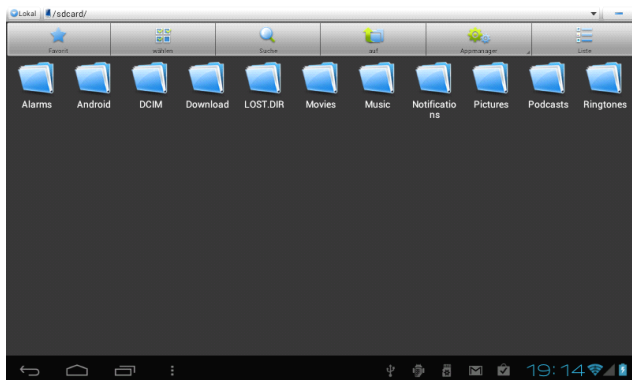 Lokal /sdcard/
Favorit wählen Suche auf Appmanager Liste
Alarms Android DCIM Download LOST.DIR Movies Music Notificatio Pictures Podcasts Ringtones
ns
19:14